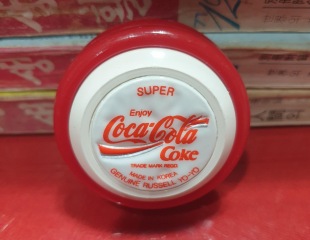 SUPER
Enjoy
Coca-Cola
Coke
TRADE MARK REGD
MADE IN KOREA
GENUINE RUSSELL YO-YO